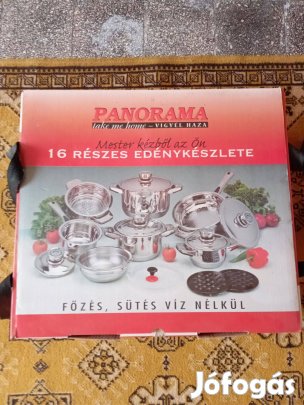 PANORAMA
take me home – VIGYEL HAZA
Mester kézből az Ön
16 RÉSZES EDÉNYKÉSZLETE
FŐZÉS, SÜTÉS VÍZ NÉLKÜL
Jófogás